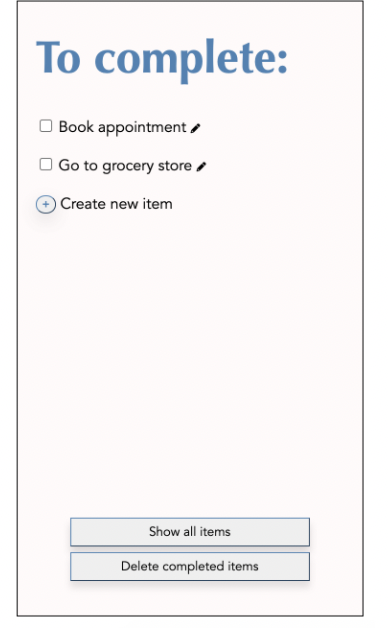 To complete:
Book appointment
Go to grocery store
+ Create new item
Show all items
Delete completed items